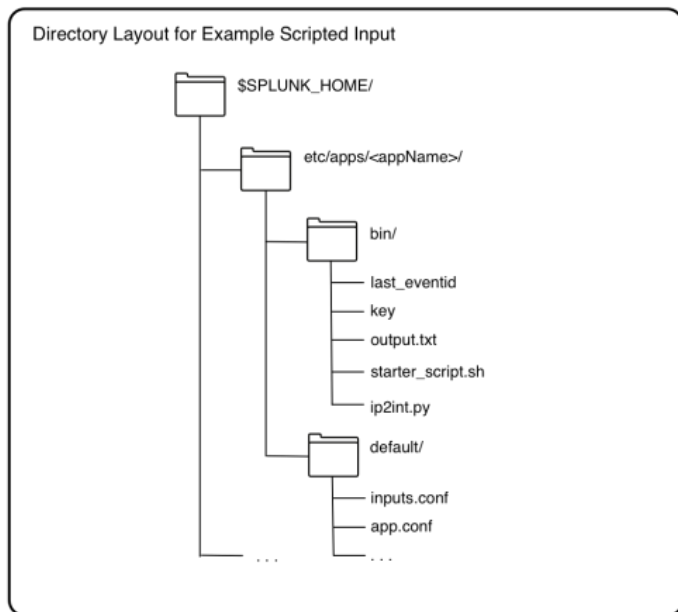 Directory Layout for Example Scripted Input
$SPLUNK_HOME/
etc/apps/<appName>/
bin/
last_eventid
key
output.txt
starter_script.sh
ip2int.py
default/
inputs.conf
app.conf
. . .
. . .